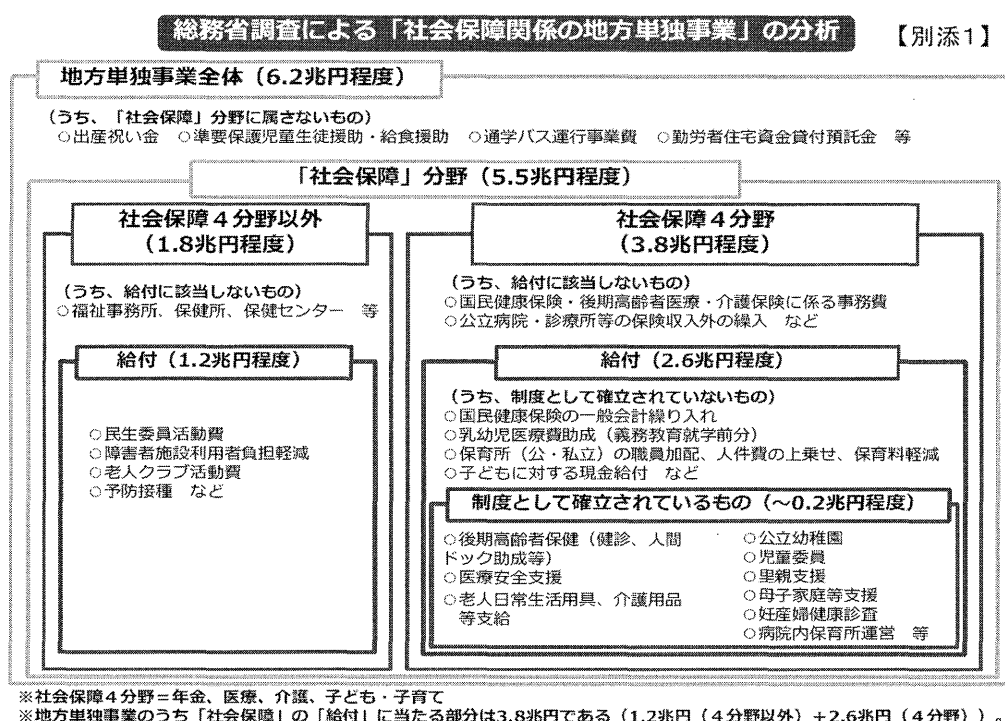 総務省調査による「社会保障関係の地方単独事業」の分析
【別添1】
地方単独事業全体（6.2兆円程度）
（うち、「社会保障」分野に属さないもの）
○出産祝い金　○準要保護児童生徒援助・給食援助　○通学バス運行事業費　○勤労者住宅資金貸付預託金　等
「社会保障」分野（5.5兆円程度）
社会保障４分野以外
（1.8兆円程度）
（うち、給付に該当しないもの）
○福祉事務所、保健所、保健センター　等
給付（1.2兆円程度）
○民生委員活動費
○障害者施設利用者負担軽減
○老人クラブ活動費
○予防接種　など
社会保障４分野
（3.8兆円程度）
（うち、給付に該当しないもの）
○国民健康保険・後期高齢者医療・介護保険に係る事務費
○公立病院・診療所等の保険収入外の繰入　など
給付（2.6兆円程度）
（うち、制度として確立されていないもの）
○国民健康保険の一般会計繰り入れ
○乳幼児医療費助成（義務教育就学前分）
○保育所（公・私立）の職員加配、人件費の上乗せ、保育料軽減
○子どもに対する現金給付　など
制度として確立されているもの（～0.2兆円程度）
○後期高齢者保健（健診、人間
ドック助成等）
○医療安全支援
○老人日常生活用具、介護用品
等支給
○公立幼稚園
○児童委員
○里親支援
○母子家庭等支援
○妊産婦健康診査
○病院内保育所運営　等
※社会保障４分野＝年金、医療、介護、子ども・子育て
※地方単独事業のうち「社会保障」の「給付」に当たる部分は3.8兆円である（1.2兆円（４分野以外）＋2.6兆円（４分野））。